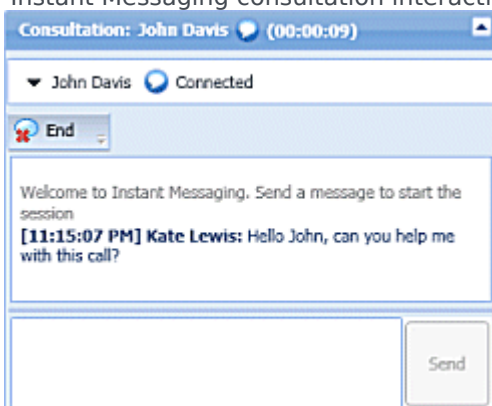 Instant Messaging consultation interacti
Consultation: John Davis (00:00:09)
John Davis Connected
End
Welcome to Instant Messaging. Send a message to start the
session
[11:15:07 PM] Kate Lewis: Hello John, can you help me
with this call?
Send